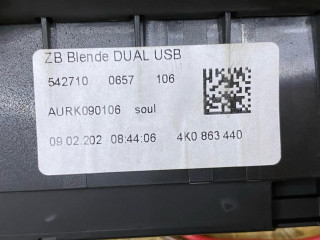 ZB Blende DUAL USB
542710 0657 106
AURK090106 soul
09.02.202 08:44:06 4K0 863 440